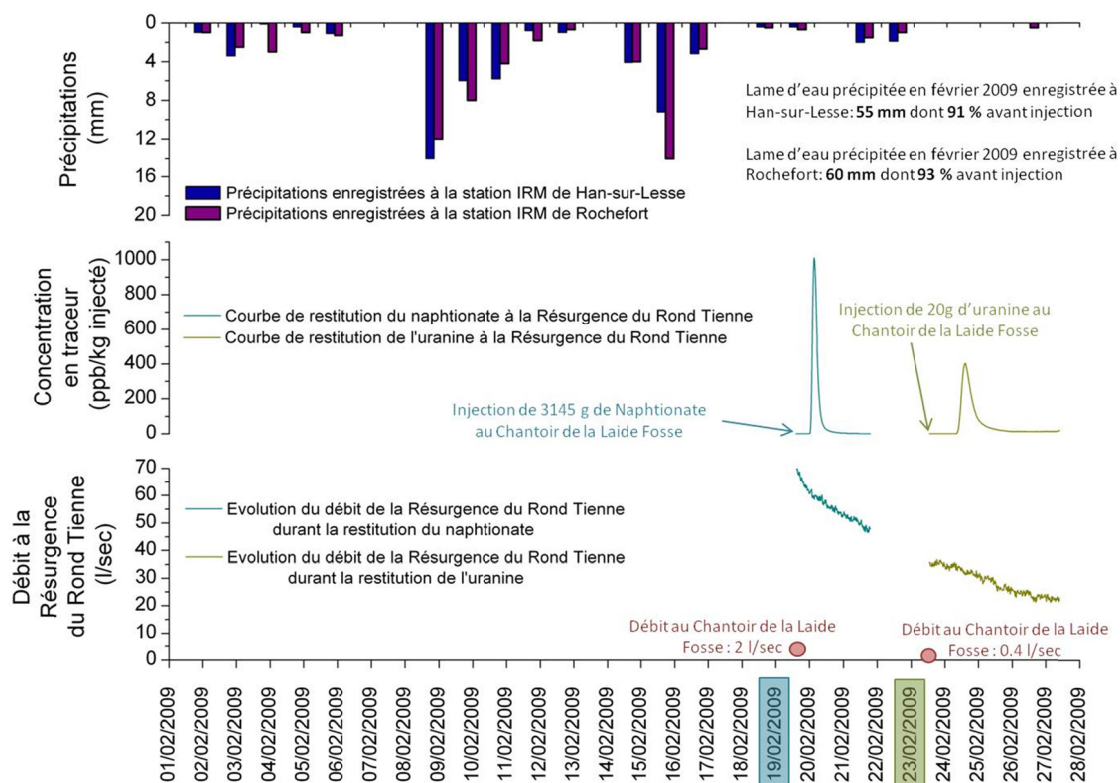 0
4
8
12
16
20
Précipitations
(mm)
Lame d'eau précipitée en février 2009 enregistrée à
Han-sur-Lesse: 55 mm dont 91 % avant injection
Lame d'eau précipitée en février 2009 enregistrée à
Rochefort: 60 mm dont 93 % avant injection
Précipitations enregistrées à la station IRM de Han-sur-Lesse
Précipitations enregistrées à la station IRM de Rochefort
1000
800
600
400
200
0
Concentration
en traceur
(ppb/kg injecté)
Courbe de restitution du naphtionate à la Résurgence du Rond Tienne
Courbe de restitution de l'uranine à la Résurgence du Rond Tienne
Injection de 20g d'uranine au
Chantoir de la Laide Fosse
Injection de 3145 g de Naphtionate
au Chantoir de la Laide Fosse
70
60
50
40
30
20
10
0
Débit à la
Résurgence
du Rond Tienne
(l/sec)
Evolution du débit de la Résurgence du Rond Tienne
durant la restitution du naphtionate
Evolution du débit de la Résurgence du Rond Tienne
durant la restitution de l'uranine
Débit au Chantoir de la Laide
Fosse : 2 l/sec
Débit au Chantoir de la Laide
Fosse : 0.4 l/sec
01/02/2009
02/02/2009
03/02/2009
04/02/2009
05/02/2009
06/02/2009
07/02/2009
08/02/2009
09/02/2009
10/02/2009
11/02/2009
12/02/2009
13/02/2009
14/02/2009
15/02/2009
16/02/2009
17/02/2009
18/02/2009
19/02/2009
20/02/2009
21/02/2009
22/02/2009
23/02/2009
24/02/2009
25/02/2009
26/02/2009
27/02/2009
28/02/2009